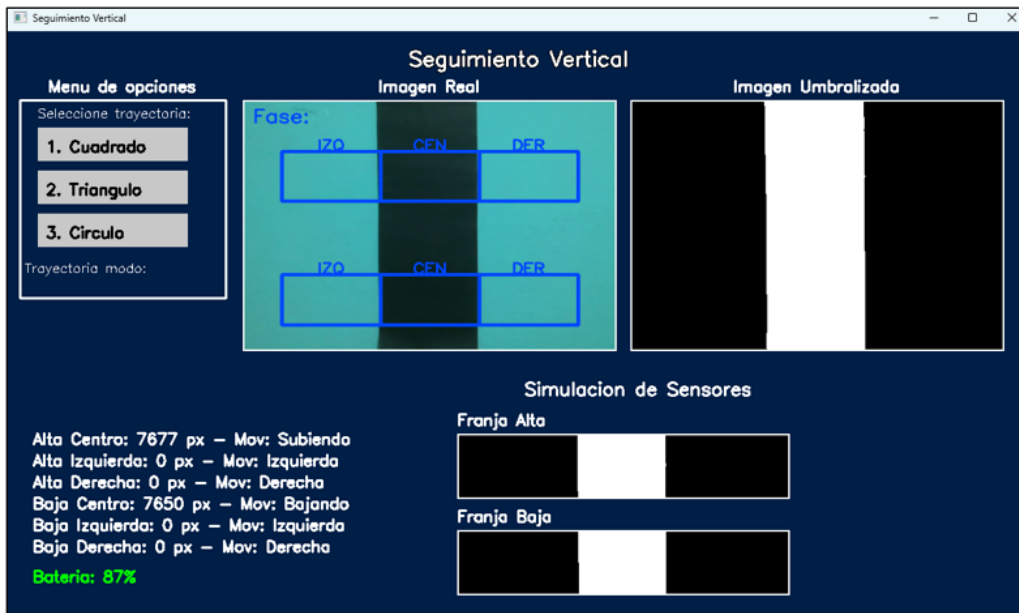 Seguimiento Vertical
Seguimiento Vertical
Menu de opciones
Imagen Real
Imagen Umbralizada
Seleccione trayectoria:
1. Cuadrado
2. Triangulo
3. Circulo
Trayectoria modo:
Fase:
IZQ CEN DER
IZQ CEN DER
Simulacion de Sensores
Franja Alta
Franja Baja
Alta Centro: 7677 px - Mov: Subiendo
Alta Izquierda: 0 px - Mov: Izquierda
Alta Derecha: 0 px - Mov: Derecha
Baja Centro: 7650 px - Mov: Bajando
Baja Izquierda: 0 px - Mov: Izquierda
Baja Derecha: 0 px - Mov: Derecha
Bateria: 87%